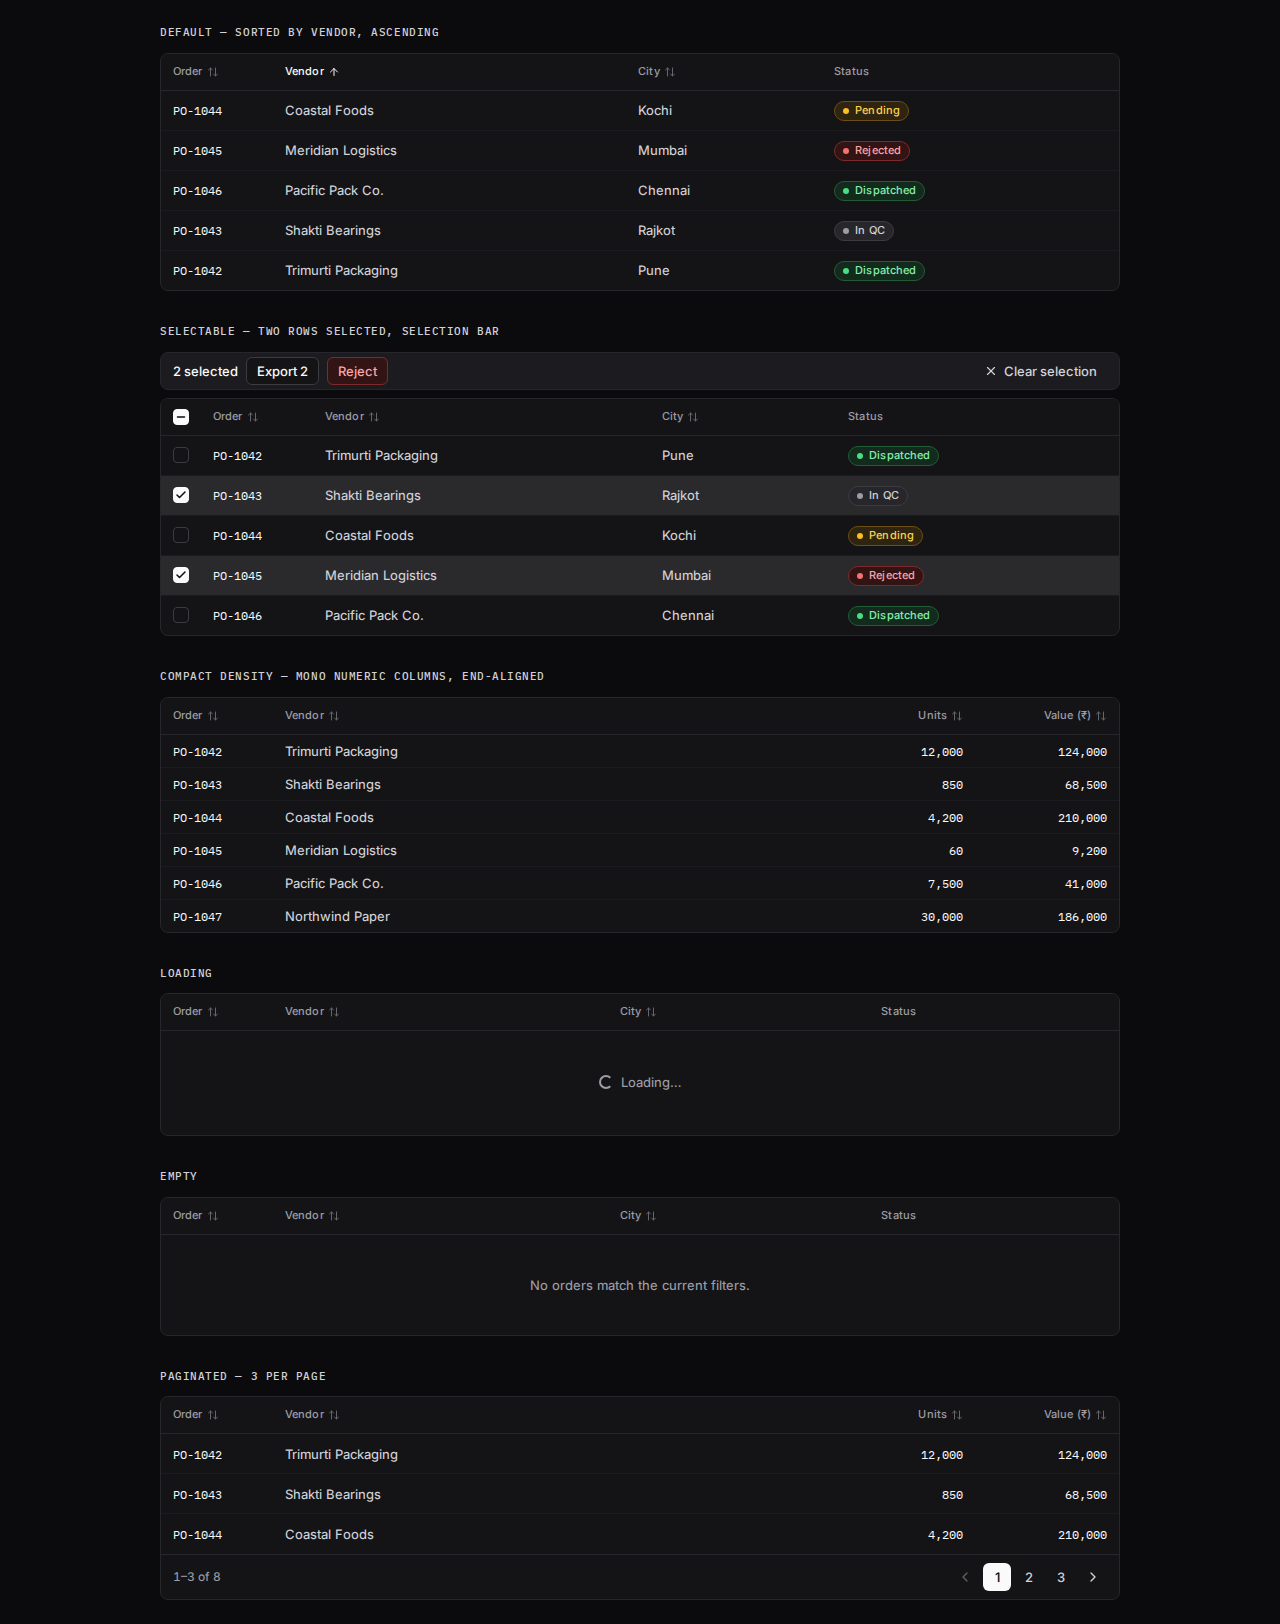 DEFAULT — SORTED BY VENDOR, ASCENDING
Order Vendor City Status
PO-1044 Coastal Foods Kochi Pending
PO-1045 Meridian Logistics Mumbai Rejected
PO-1046 Pacific Pack Co. Chennai Dispatched
PO-1043 Shakti Bearings Rajkot In QC
PO-1042 Trimurti Packaging Pune Dispatched
SELECTABLE — TWO ROWS SELECTED, SELECTION BAR
2 selected Export 2 Reject Clear selection
Order Vendor City Status
PO-1042 Trimurti Packaging Pune Dispatched
PO-1043 Shakti Bearings Rajkot In QC
PO-1044 Coastal Foods Kochi Pending
PO-1045 Meridian Logistics Mumbai Rejected
PO-1046 Pacific Pack Co. Chennai Dispatched
COMPACT DENSITY — MONO NUMERIC COLUMNS, END-ALIGNED
Order Vendor Units Value (₹)
PO-1042 Trimurti Packaging 12,000 124,000
PO-1043 Shakti Bearings 850 68,500
PO-1044 Coastal Foods 4,200 210,000
PO-1045 Meridian Logistics 60 9,200
PO-1046 Pacific Pack Co. 7,500 41,000
PO-1047 Northwind Paper 30,000 186,000
LOADING
Order Vendor City Status
Loading...
EMPTY
Order Vendor City Status
No orders match the current filters.
PAGINATED — 3 PER PAGE
Order Vendor Units Value (₹)
PO-1042 Trimurti Packaging 12,000 124,000
PO-1043 Shakti Bearings 850 68,500
PO-1044 Coastal Foods 4,200 210,000
1–3 of 8 1 2 3